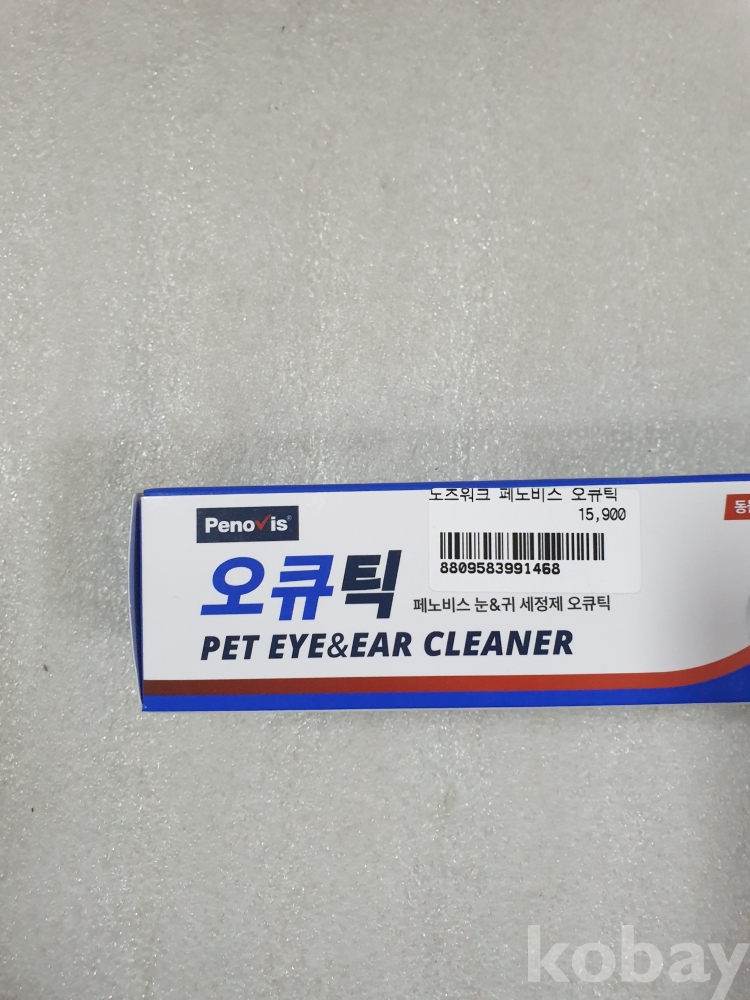 노즈워크 페노비스 오큐틱
15,900
8809583991468
Penovis®
오큐틱
페노비스 눈&귀 세정제 오큐틱
PET EYE&EAR CLEANER
kobay